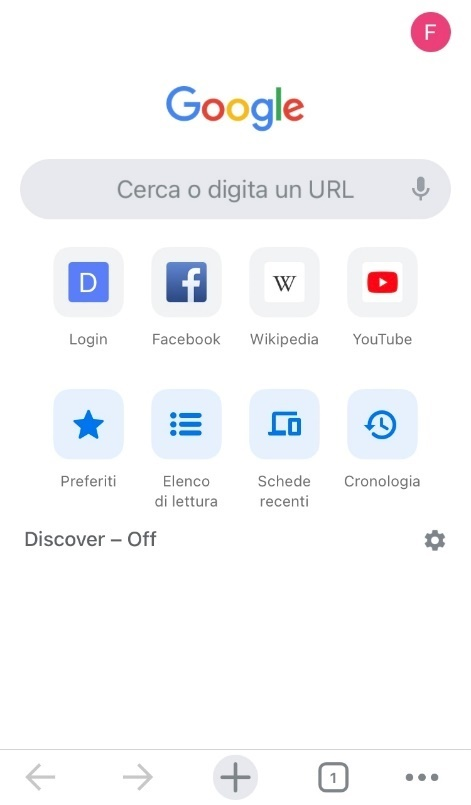 F
Google
Cerca o digita un URL
D
f
W
Login
Facebook
Wikipedia
YouTube
Preferiti
Elenco
di lettura
Schede
recenti
Cronologia
Discover – Off
1